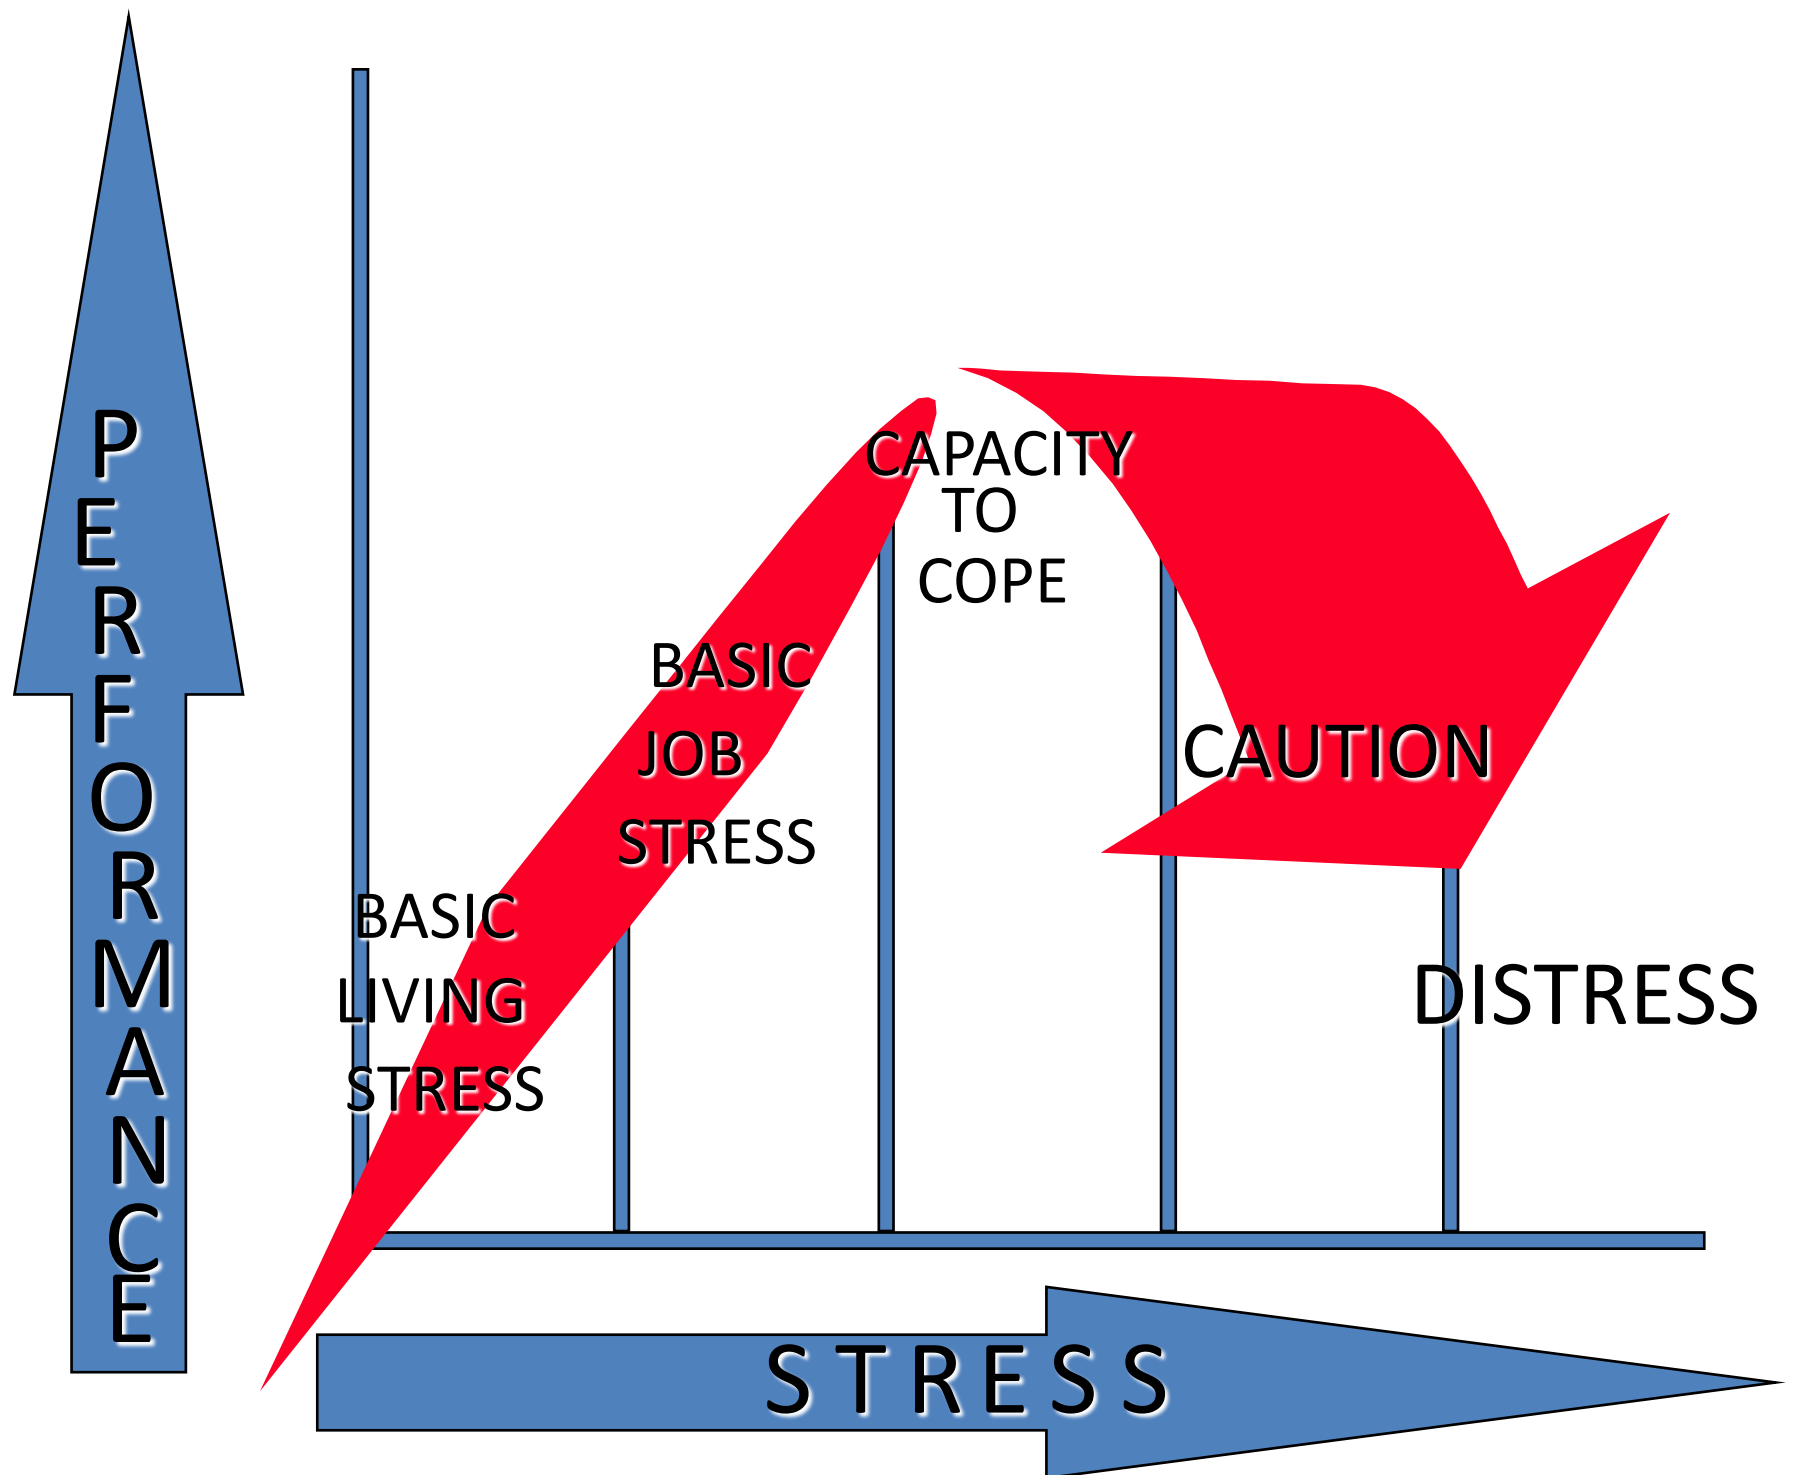 PERFORMANCE
CAPACITY
TO
COPE
BASIC
JOB
STRESS
CAUTION
BASIC
LIVING
STRESS
DISTRESS
STRESS